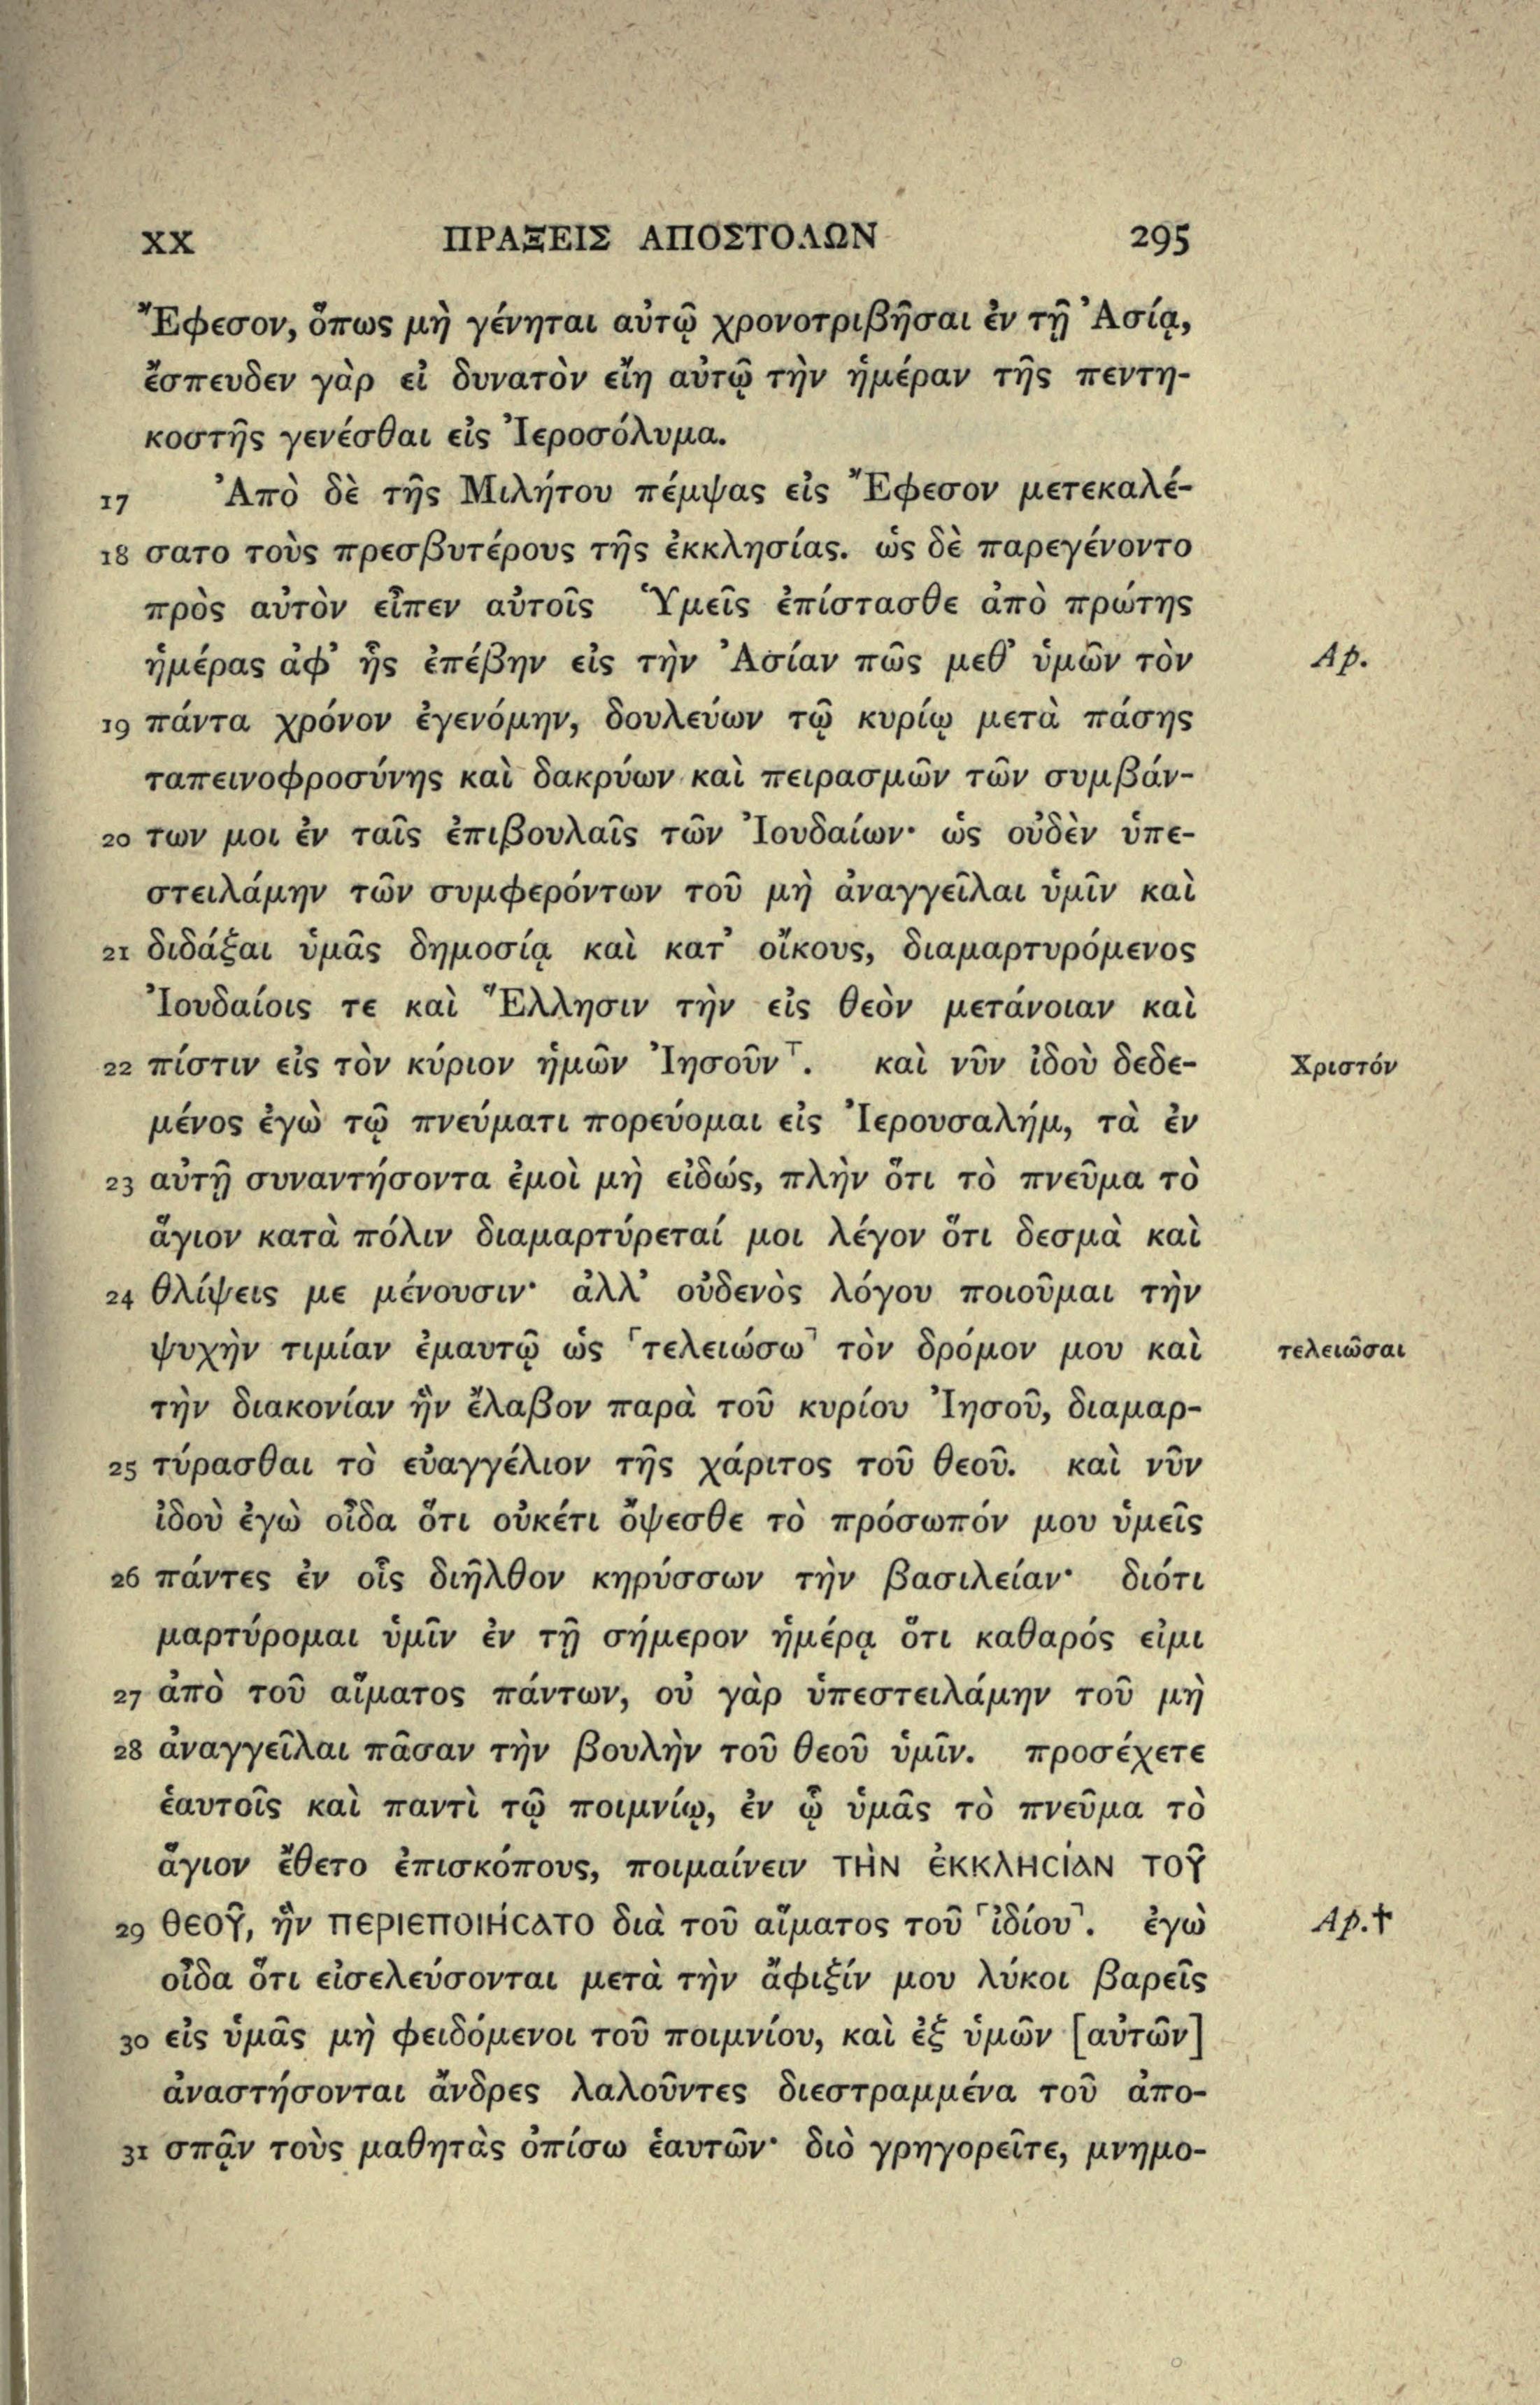 XX ΠΡΑΞΕΙΣ ΑΠΟΣΤΟΛΩΝ 295
Ἔφεσον, ὅπως μὴ γένηται αὐτῷ χρονοτριβῆσαι ἐν τῇ Ἀσίᾳ,
ἔσπευδεν γὰρ εἰ δυνατὸν εἴη αὐτῷ τὴν ἡμέραν τῆς πεντη-
κοστῆς γενέσθαι εἰς Ἰεροσόλυμα.
17 Ἀπὸ δὲ τῆς Μιλήτου πέμψας εἰς Ἔφεσον μετεκαλέ-
18 σατο τοὺς πρεσβυτέρους τῆς ἐκκλησίας. ὡς δὲ παρεγένοντο
πρὸς αὐτὸν εἶπεν αὐτοῖς Ὑμεῖς ἐπίστασθε ἀπὸ πρώτης
ἡμέρας ἀφ’ ἧς ἐπέβην εἰς τὴν Ἀσίαν πῶς μεθ’ ὑμῶν τὸν Ap.
19 πάντα χρόνον ἐγενόμην, δουλεύων τῷ κυρίῳ μετὰ πάσης
ταπεινοφροσύνης καὶ δακρύων καὶ πειρασμῶν τῶν συμβάν-
20 των μοι ἐν ταῖς ἐπιβουλαῖς τῶν Ἰουδαίων· ὡς οὐδὲν ὑπε-
στειλάμην τῶν συμφερόντων τοῦ μὴ ἀναγγεῖλαι ὑμῖν καὶ
21 διδάξαι ὑμᾶς δημοσίᾳ καὶ κατ’ οἴκους, διαμαρτυρόμενος
Ἰουδαίοις τε καὶ Ἕλλησιν τὴν εἰς θεὸν μετάνοιαν καὶ
22 πίστιν εἰς τὸν κύριον ἡμῶν Ἰησοῦν⸆. καὶ νῦν ἰδοὺ δεδε- Χριστόν
μένος ἐγὼ τῷ πνεύματι πορεύομαι εἰς Ἰερουσαλήμ, τὰ ἐν
23 αὐτῇ συναντήσοντα ἐμοὶ μὴ εἰδώς, πλὴν ὅτι τὸ πνεῦμα τὸ
ἅγιον κατὰ πόλιν διαμαρτύρεταί μοι λέγον ὅτι δεσμὰ καὶ
24 θλίψεις με μένουσιν· ἀλλ’ οὐδενὸς λόγου ποιοῦμαι τὴν
ψυχὴν τιμίαν ἐμαυτῷ ὡς ⸢τελειώσω⸣ τὸν δρόμον μου καὶ τελειῶσαι
τὴν διακονίαν ἣν ἔλαβον παρὰ τοῦ κυρίου Ἰησοῦ, διαμαρ-
25 τύρασθαι τὸ εὐαγγέλιον τῆς χάριτος τοῦ θεοῦ. καὶ νῦν
ἰδοὺ ἐγὼ οἶδα ὅτι οὐκέτι ὄψεσθε τὸ πρόσωπόν μου ὑμεῖς
26 πάντες ἐν οἷς διῆλθον κηρύσσων τὴν βασιλείαν· διότι
μαρτύρομαι ὑμῖν ἐν τῇ σήμερον ἡμέρᾳ ὅτι καθαρός εἰμι
27 ἀπὸ τοῦ αἵματος πάντων, οὐ γὰρ ὑπεστειλάμην τοῦ μὴ
28 ἀναγγεῖλαι πᾶσαν τὴν βουλὴν τοῦ θεοῦ ὑμῖν. προσέχετε
ἑαυτοῖς καὶ παντὶ τῷ ποιμνίῳ, ἐν ᾧ ὑμᾶς τὸ πνεῦμα τὸ
ἅγιον ἔθετο ἐπισκόπους, ποιμαίνειν τὴν ἐκκλησίαν τοῦ
29 θεοῦ, ἣν περιεποιήσατο διὰ τοῦ αἵματος τοῦ ⸢ἰδίου⸣. ἐγὼ Ap.†
οἶδα ὅτι εἰσελεύσονται μετὰ τὴν ἄφιξίν μου λύκοι βαρεῖς
30 εἰς ὑμᾶς μὴ φειδόμενοι τοῦ ποιμνίου, καὶ ἐξ ὑμῶν [αὐτῶν]
ἀναστήσονται ἄνδρες λαλοῦντες διεστραμμένα τοῦ ἀπο-
31 σπᾷν τοὺς μαθητὰς ὀπίσω ἑαυτῶν· διὸ γρηγορεῖτε, μνημο-